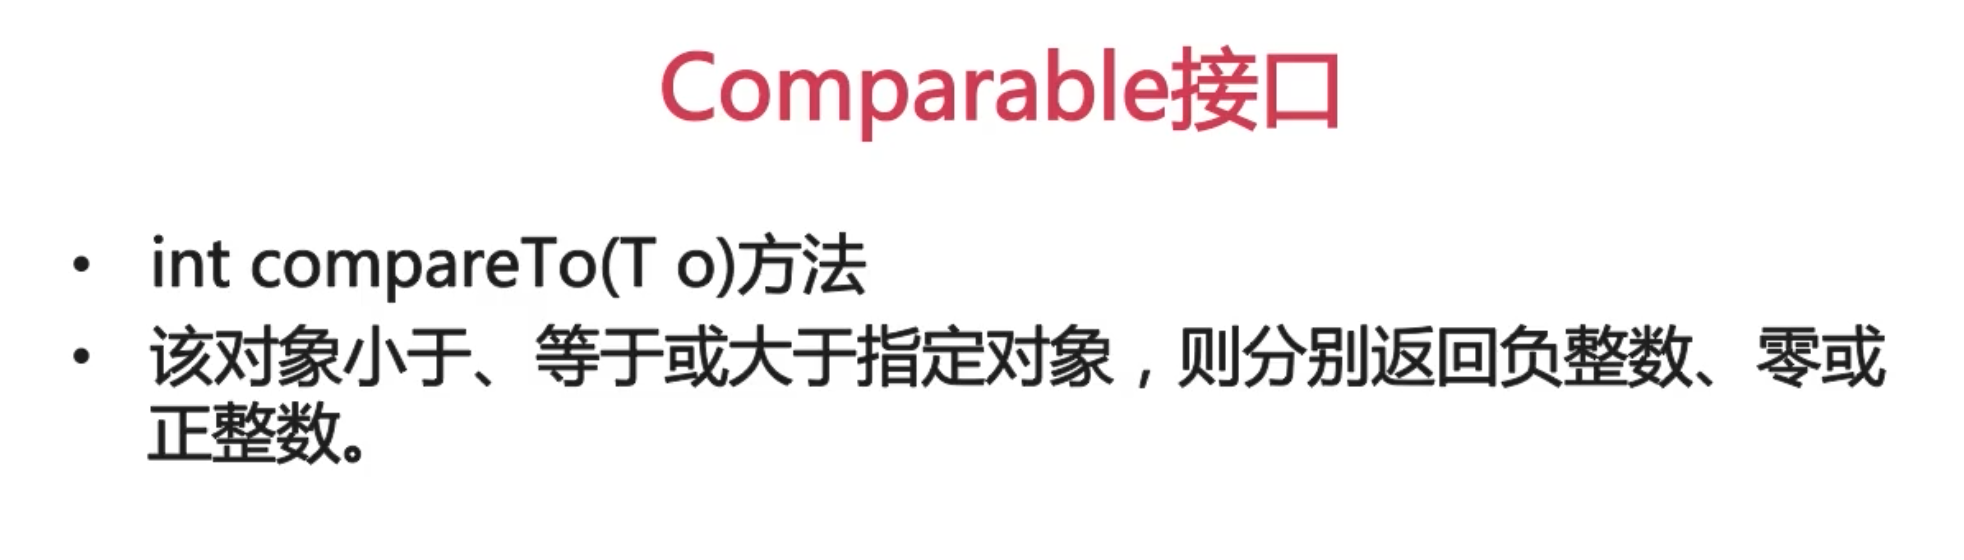 Comparable接口
• int compareTo(T o)方法
• 该对象小于、等于或大于指定对象，则分别返回负整数、零或
正整数。